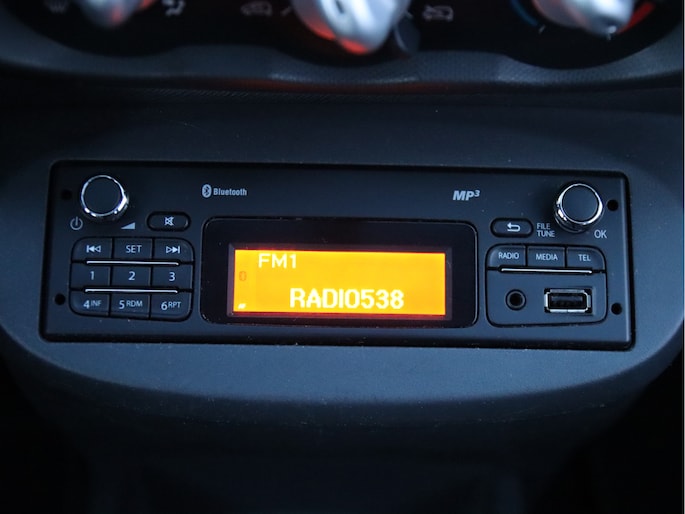 Bluetooth
MP3
FILE
TUNE
OK
SET
RADIO MEDIA TEL
FM1
RADIO538
1 2 3
4INF 5RDM 6RPT